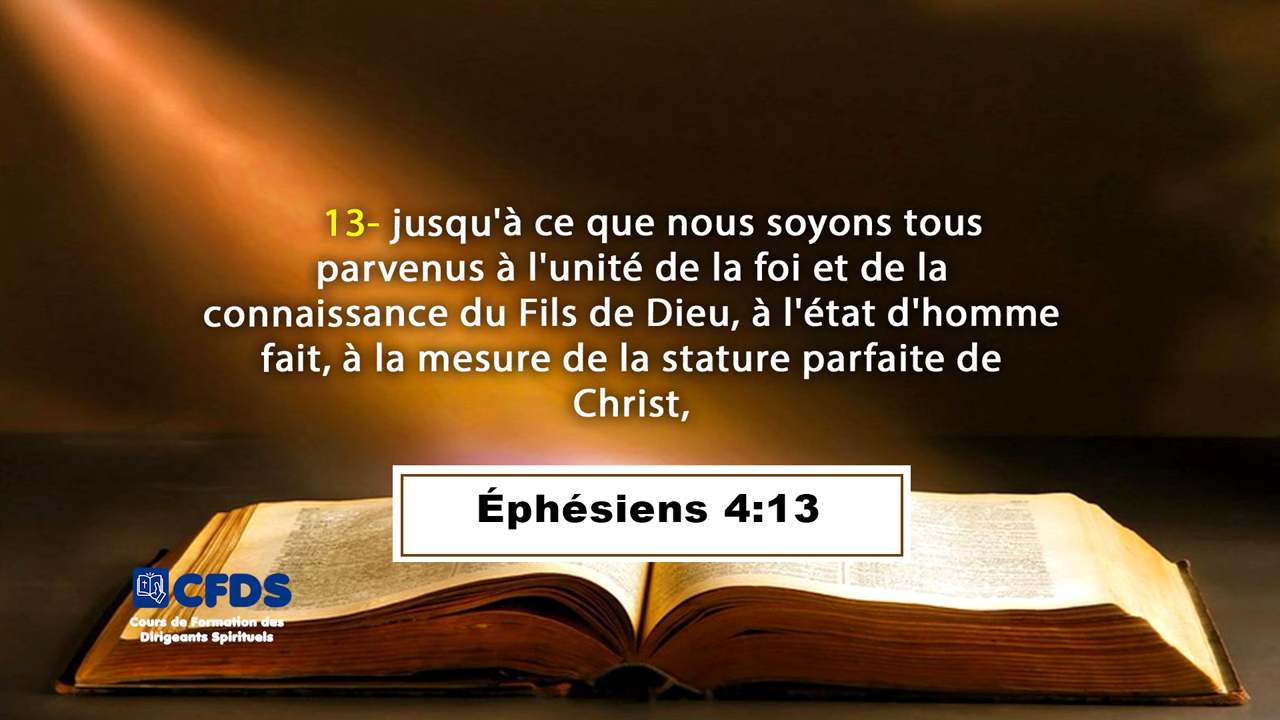 13- jusqu'à ce que nous soyons tous
parvenus à l'unité de la foi et de la
connaissance du Fils de Dieu, à l'état d'homme
fait, à la mesure de la stature parfaite de
Christ,
Éphésiens 4:13
CFDS
Cours de Formation des
Dirigeants Spirituels